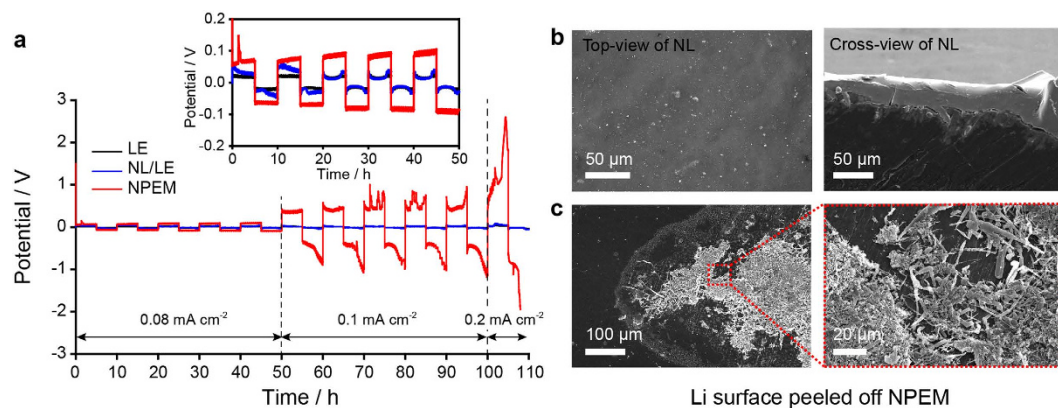 a
Potential / V
0.2
0.1
0.0
-0.1
-0.2
0 10 20 30 40 50
Time / h
Potential / V
3
2
1
0
-1
-2
-3
LE
NL/LE
NPEM
0.08 mA cm⁻²
0.1 mA cm⁻²
0.2 mA cm⁻²
0 10 20 30 40 50 60 70 80 90 100 110
Time / h
b
Top-view of NL
50 µm
Cross-view of NL
50 µm
c
100 µm
20 µm
Li surface peeled off NPEM